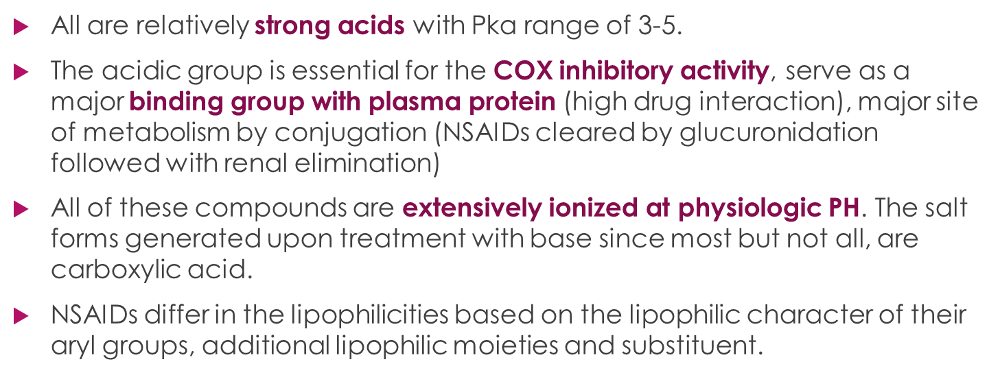 All are relatively strong acids with Pka range of 3-5.
The acidic group is essential for the COX inhibitory activity, serve as a
major binding group with plasma protein (high drug interaction), major site
of metabolism by conjugation (NSAIDs cleared by glucuronidation
followed with renal elimination)
All of these compounds are extensively ionized at physiologic PH. The salt
forms generated upon treatment with base since most but not all, are
carboxylic acid.
NSAIDs differ in the lipophilicities based on the lipophilic character of their
aryl groups, additional lipophilic moieties and substituent.